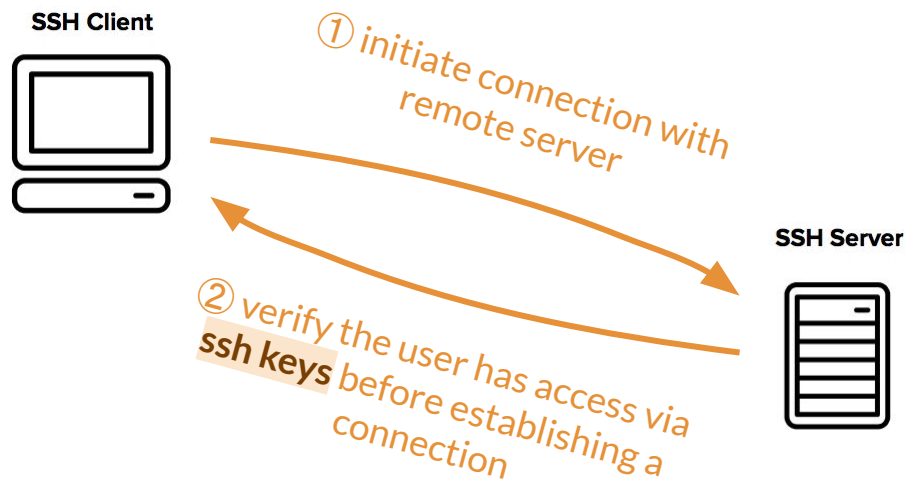 SSH Client
① initiate connection with
remote server
SSH Server
② verify the user has access via
ssh keys before establishing a
connection